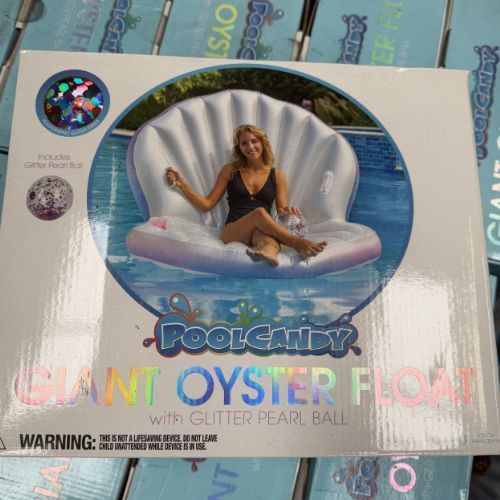 Includes
Glitter Pearl Ball
POOLCANDY
GIANT OYSTER FLOAT
with GLITTER PEARL BALL
WARNING: THIS IS NOT A LIFESAVING DEVICE. DO NOT LEAVE
CHILD UNATTENDED WHILE DEVICE IS IN USE.